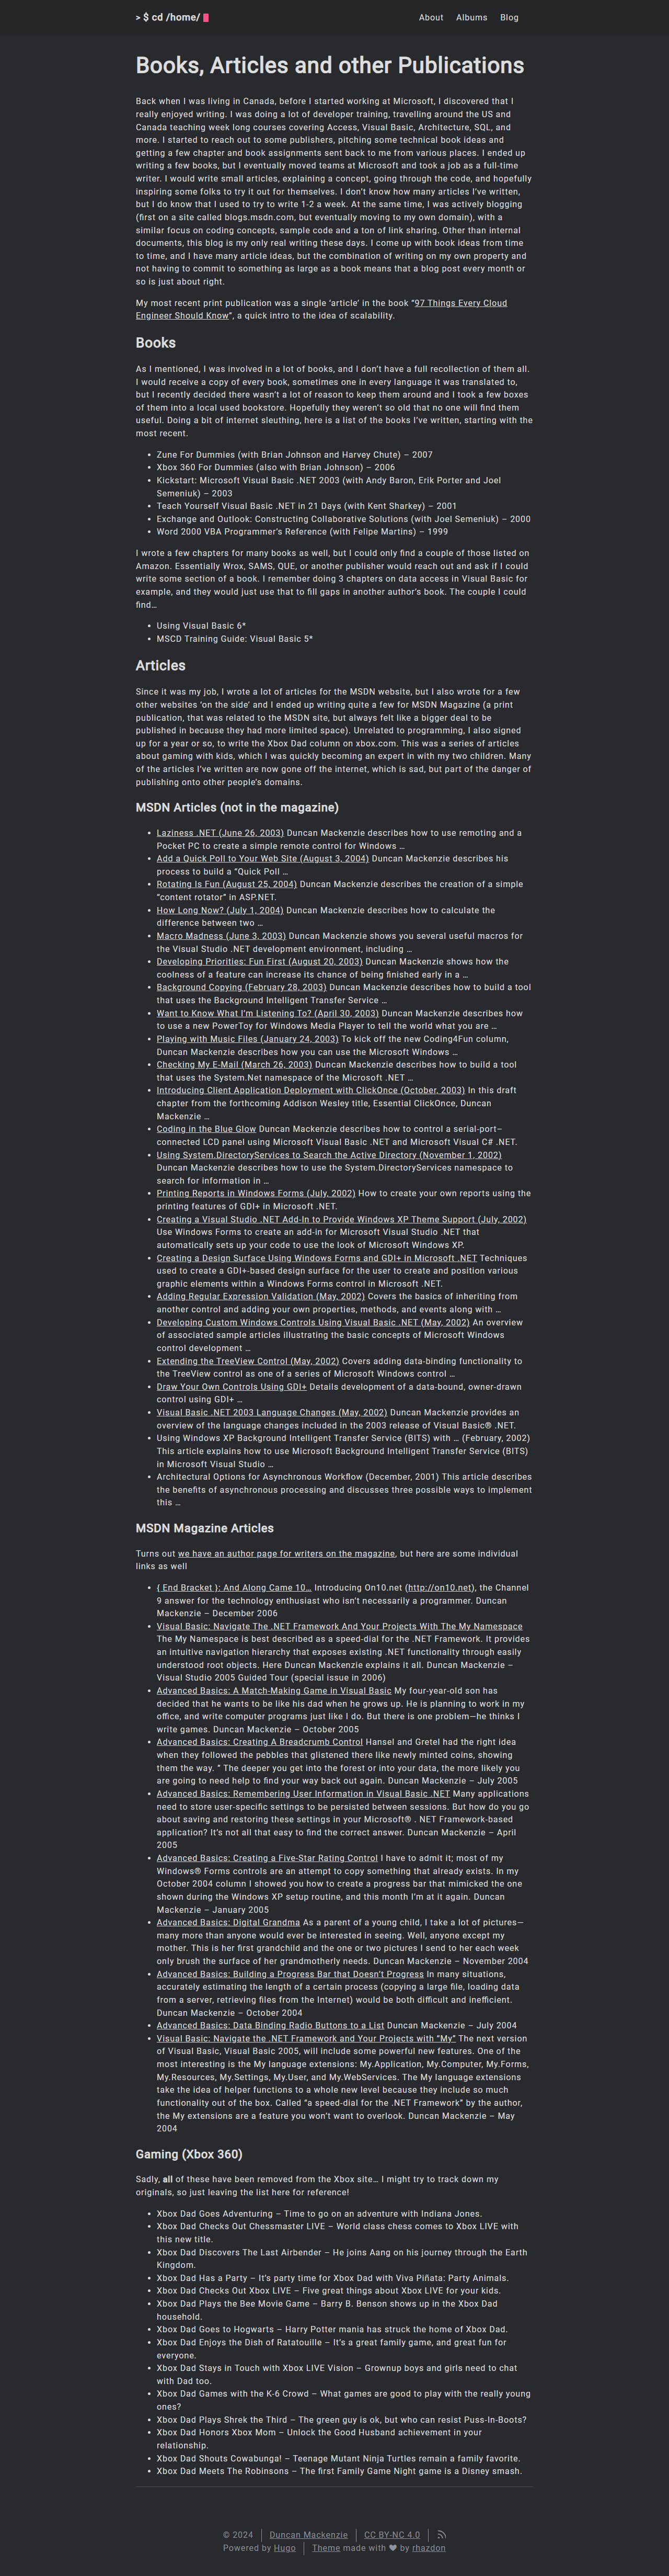 > $ cd /home/
About Albums Blog
Books, Articles and other Publications
Back when I was living in Canada, before I started working at Microsoft, I discovered that I
really enjoyed writing. I was doing a lot of developer training, travelling around the US and
Canada teaching week long courses covering Access, Visual Basic, Architecture, SQL, and
more. I started to reach out to some publishers, pitching some technical book ideas and
getting a few chapter and book assignments sent back to me from various places. I ended up
writing a few books, but I eventually moved teams at Microsoft and took a job as a full-time
writer. I would write small articles, explaining a concept, going through the code, and hopefully
inspiring some folks to try it out for themselves. I don’t know how many articles I’ve written,
but I do know that I used to try to write 1-2 a week. At the same time, I was actively blogging
(first on a site called blogs.msdn.com, but eventually moving to my own domain), with a
similar focus on coding concepts, sample code and a ton of link sharing. Other than internal
documents, this blog is my only real writing these days. I come up with book ideas from time
to time, and I have many article ideas, but the combination of writing on my own property and
not having to commit to something as large as a book means that a blog post every month or
so is just about right.
My most recent print publication was a single ‘article’ in the book “97 Things Every Cloud
Engineer Should Know”, a quick intro to the idea of scalability.
Books
As I mentioned, I was involved in a lot of books, and I don’t have a full recollection of them all.
I would receive a copy of every book, sometimes one in every language it was translated to,
but I recently decided there wasn’t a lot of reason to keep them around and I took a few boxes
of them into a local used bookstore. Hopefully they weren’t so old that no one will find them
useful. Doing a bit of internet sleuthing, here is a list of the books I’ve written, starting with the
most recent.
• Zune For Dummies (with Brian Johnson and Harvey Chute) – 2007
• Xbox 360 For Dummies (also with Brian Johnson) – 2006
• Kickstart: Microsoft Visual Basic .NET 2003 (with Andy Baron, Erik Porter and Joel
Semeniuk) – 2003
• Teach Yourself Visual Basic .NET in 21 Days (with Kent Sharkey) – 2001
• Exchange and Outlook: Constructing Collaborative Solutions (with Joel Semeniuk) – 2000
• Word 2000 VBA Programmer’s Reference (with Felipe Martins) – 1999
I wrote a few chapters for many books as well, but I could only find a couple of those listed on
Amazon. Essentially Wrox, SAMS, QUE, or another publisher would reach out and ask if I could
write some section of a book. I remember doing 3 chapters on data access in Visual Basic for
example, and they would just use that to fill gaps in another author’s book. The couple I could
find…
• Using Visual Basic 6*
• MSCD Training Guide: Visual Basic 5*
Articles
Since it was my job, I wrote a lot of articles for the MSDN website, but I also wrote for a few
other websites ‘on the side’ and I ended up writing quite a few for MSDN Magazine (a print
publication, that was related to the MSDN site, but always felt like a bigger deal to be
published in because they had more limited space). Unrelated to programming, I also signed
up for a year or so, to write the Xbox Dad column on xbox.com. This was a series of articles
about gaming with kids, which I was quickly becoming an expert in with my two children. Many
of the articles I’ve written are now gone off the internet, which is sad, but part of the danger of
publishing onto other people’s domains.
MSDN Articles (not in the magazine)
• Laziness .NET (June 26, 2003) Duncan Mackenzie describes how to use remoting and a
Pocket PC to create a simple remote control for Windows …
• Add a Quick Poll to Your Web Site (August 3, 2004) Duncan Mackenzie describes his
process to build a “Quick Poll …
• Rotating Is Fun (August 25, 2004) Duncan Mackenzie describes the creation of a simple
“content rotator” in ASP.NET.
• How Long Now? (July 1, 2004) Duncan Mackenzie describes how to calculate the
difference between two …
• Macro Madness (June 3, 2003) Duncan Mackenzie shows you several useful macros for
the Visual Studio .NET development environment, including …
• Developing Priorities: Fun First (August 20, 2003) Duncan Mackenzie shows how the
coolness of a feature can increase its chance of being finished early in a …
• Background Copying (February 28, 2003) Duncan Mackenzie describes how to build a tool
that uses the Background Intelligent Transfer Service …
• Want to Know What I’m Listening To? (April 30, 2003) Duncan Mackenzie describes how
to use a new PowerToy for Windows Media Player to tell the world what you are …
• Playing with Music Files (January 24, 2003) To kick off the new Coding4Fun column,
Duncan Mackenzie describes how you can use the Microsoft Windows …
• Checking My E-Mail (March 26, 2003) Duncan Mackenzie describes how to build a tool
that uses the System.Net namespace of the Microsoft .NET …
• Introducing Client Application Deployment with ClickOnce (October, 2003) In this draft
chapter from the forthcoming Addison Wesley title, Essential ClickOnce, Duncan
Mackenzie …
• Coding in the Blue Glow Duncan Mackenzie describes how to control a serial-port–
connected LCD panel using Microsoft Visual Basic .NET and Microsoft Visual C# .NET.
• Using System.DirectoryServices to Search the Active Directory (November 1, 2002)
Duncan Mackenzie describes how to use the System.DirectoryServices namespace to
search for information in …
• Printing Reports in Windows Forms (July, 2002) How to create your own reports using the
printing features of GDI+ in Microsoft .NET.
• Creating a Visual Studio .NET Add-In to Provide Windows XP Theme Support (July, 2002)
Use Windows Forms to create an add-in for Microsoft Visual Studio .NET that
automatically sets up your code to use the look of Microsoft Windows XP.
• Creating a Design Surface Using Windows Forms and GDI+ in Microsoft .NET Techniques
used to create a GDI+-based design surface for the user to create and position various
graphic elements within a Windows Forms control in Microsoft .NET.
• Adding Regular Expression Validation (May, 2002) Covers the basics of inheriting from
another control and adding your own properties, methods, and events along with …
• Developing Custom Windows Controls Using Visual Basic .NET (May, 2002) An overview
of associated sample articles illustrating the basic concepts of Microsoft Windows
control development …
• Extending the TreeView Control (May, 2002) Covers adding data-binding functionality to
the TreeView control as one of a series of Microsoft Windows control …
• Draw Your Own Controls Using GDI+ Details development of a data-bound, owner-drawn
control using GDI+ …
• Visual Basic .NET 2003 Language Changes (May, 2002) Duncan Mackenzie provides an
overview of the language changes included in the 2003 release of Visual Basic® .NET.
• Using Windows XP Background Intelligent Transfer Service (BITS) with … (February, 2002)
This article explains how to use Microsoft Background Intelligent Transfer Service (BITS)
in Microsoft Visual Studio …
• Architectural Options for Asynchronous Workflow (December, 2001) This article describes
the benefits of asynchronous processing and discusses three possible ways to implement
this …
MSDN Magazine Articles
Turns out we have an author page for writers on the magazine, but here are some individual
links as well
• { End Bracket }: And Along Came 10… Introducing On10.net (http://on10.net), the Channel
9 answer for the technology enthusiast who isn’t necessarily a programmer. Duncan
Mackenzie – December 2006
• Visual Basic: Navigate The .NET Framework And Your Projects With The My Namespace
The My Namespace is best described as a speed-dial for the .NET Framework. It provides
an intuitive navigation hierarchy that exposes existing .NET functionality through easily
understood root objects. Here Duncan Mackenzie explains it all. Duncan Mackenzie –
Visual Studio 2005 Guided Tour (special issue in 2006)
• Advanced Basics: A Match-Making Game in Visual Basic My four-year-old son has
decided that he wants to be like his dad when he grows up. He is planning to work in my
office, and write computer programs just like I do. But there is one problem—he thinks I
write games. Duncan Mackenzie – October 2005
• Advanced Basics: Creating A Breadcrumb Control Hansel and Gretel had the right idea
when they followed the pebbles that glistened there like newly minted coins, showing
them the way. ” The deeper you get into the forest or into your data, the more likely you
are going to need help to find your way back out again. Duncan Mackenzie – July 2005
• Advanced Basics: Remembering User Information in Visual Basic .NET Many applications
need to store user-specific settings to be persisted between sessions. But how do you go
about saving and restoring these settings in your Microsoft® . NET Framework-based
application? It’s not all that easy to find the correct answer. Duncan Mackenzie – April
2005
• Advanced Basics: Creating a Five-Star Rating Control I have to admit it; most of my
Windows® Forms controls are an attempt to copy something that already exists. In my
October 2004 column I showed you how to create a progress bar that mimicked the one
shown during the Windows XP setup routine, and this month I’m at it again. Duncan
Mackenzie – January 2005
• Advanced Basics: Digital Grandma As a parent of a young child, I take a lot of pictures—
many more than anyone would ever be interested in seeing. Well, anyone except my
mother. This is her first grandchild and the one or two pictures I send to her each week
only brush the surface of her grandmotherly needs. Duncan Mackenzie – November 2004
• Advanced Basics: Building a Progress Bar that Doesn’t Progress In many situations,
accurately estimating the length of a certain process (copying a large file, loading data
from a server, retrieving files from the Internet) would be both difficult and inefficient.
Duncan Mackenzie – October 2004
• Advanced Basics: Data Binding Radio Buttons to a List Duncan Mackenzie – July 2004
• Visual Basic: Navigate the .NET Framework and Your Projects with “My” The next version
of Visual Basic, Visual Basic 2005, will include some powerful new features. One of the
most interesting is the My language extensions: My.Application, My.Computer, My.Forms,
My.Resources, My.Settings, My.User, and My.WebServices. The My language extensions
take the idea of helper functions to a whole new level because they include so much
functionality out of the box. Called “a speed-dial for the .NET Framework” by the author,
the My extensions are a feature you won’t want to overlook. Duncan Mackenzie – May
2004
Gaming (Xbox 360)
Sadly, all of these have been removed from the Xbox site… I might try to track down my
originals, so just leaving the list here for reference!
• Xbox Dad Goes Adventuring – Time to go on an adventure with Indiana Jones.
• Xbox Dad Checks Out Chessmaster LIVE – World class chess comes to Xbox LIVE with
this new title.
• Xbox Dad Discovers The Last Airbender – He joins Aang on his journey through the Earth
Kingdom.
• Xbox Dad Has a Party – It’s party time for Xbox Dad with Viva Piñata: Party Animals.
• Xbox Dad Checks Out Xbox LIVE – Five great things about Xbox LIVE for your kids.
• Xbox Dad Plays the Bee Movie Game – Barry B. Benson shows up in the Xbox Dad
household.
• Xbox Dad Goes to Hogwarts – Harry Potter mania has struck the home of Xbox Dad.
• Xbox Dad Enjoys the Dish of Ratatouille – It’s a great family game, and great fun for
everyone.
• Xbox Dad Stays in Touch with Xbox LIVE Vision – Grownup boys and girls need to chat
with Dad too.
• Xbox Dad Games with the K-6 Crowd – What games are good to play with the really young
ones?
• Xbox Dad Plays Shrek the Third – The green guy is ok, but who can resist Puss-In-Boots?
• Xbox Dad Honors Xbox Mom – Unlock the Good Husband achievement in your
relationship.
• Xbox Dad Shouts Cowabunga! – Teenage Mutant Ninja Turtles remain a family favorite.
• Xbox Dad Meets The Robinsons – The first Family Game Night game is a Disney smash.
© 2024 Duncan Mackenzie CC BY-NC 4.0
Powered by Hugo Theme made with ❤ by rhazdon